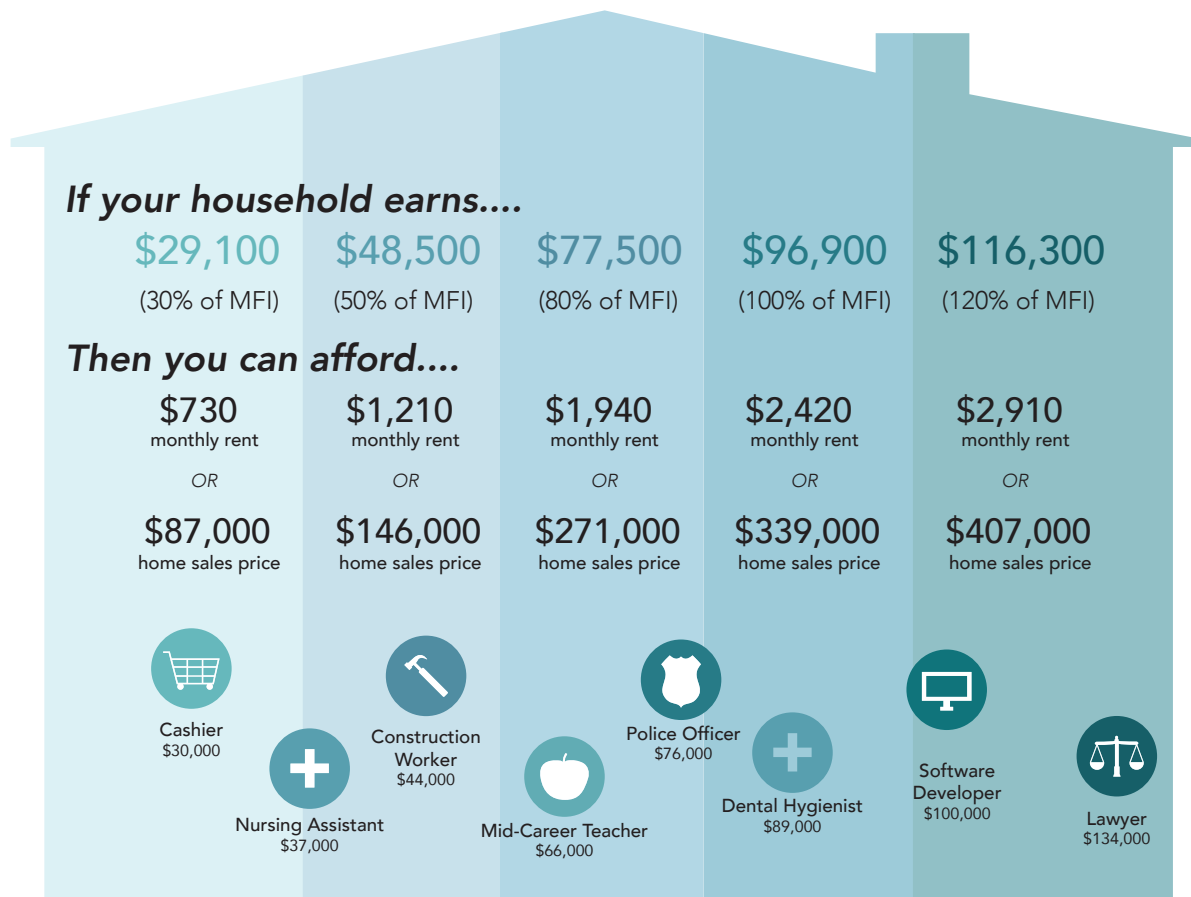 If your household earns....
$29,100 $48,500 $77,500 $96,900 $116,300
(30% of MFI) (50% of MFI) (80% of MFI) (100% of MFI) (120% of MFI)
Then you can afford....
$730 $1,210 $1,940 $2,420 $2,910
monthly rent monthly rent monthly rent monthly rent monthly rent
OR OR OR OR OR
$87,000 $146,000 $271,000 $339,000 $407,000
home sales price home sales price home sales price home sales price home sales price
Cashier
$30,000
Nursing Assistant
$37,000
Construction
Worker
$44,000
Mid-Career Teacher
$66,000
Police Officer
$76,000
Dental Hygienist
$89,000
Software
Developer
$100,000
Lawyer
$134,000